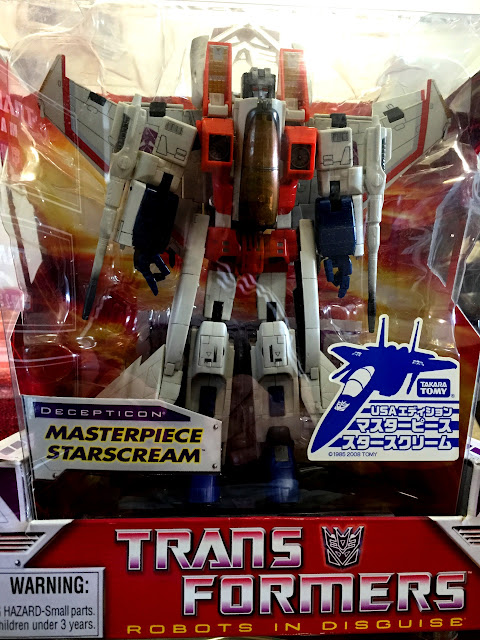 DECEPTICON
MASTERPIECE
STARSCREAM™
TAKARA
TOMY
USAエディション
マスターピース
スタースクリーム
©1985 2008 TOMY
TRANS
FORMERS
ROBOTS IN DISGUISE
WARNING:
HAZARD-Small parts.
children under 3 years.